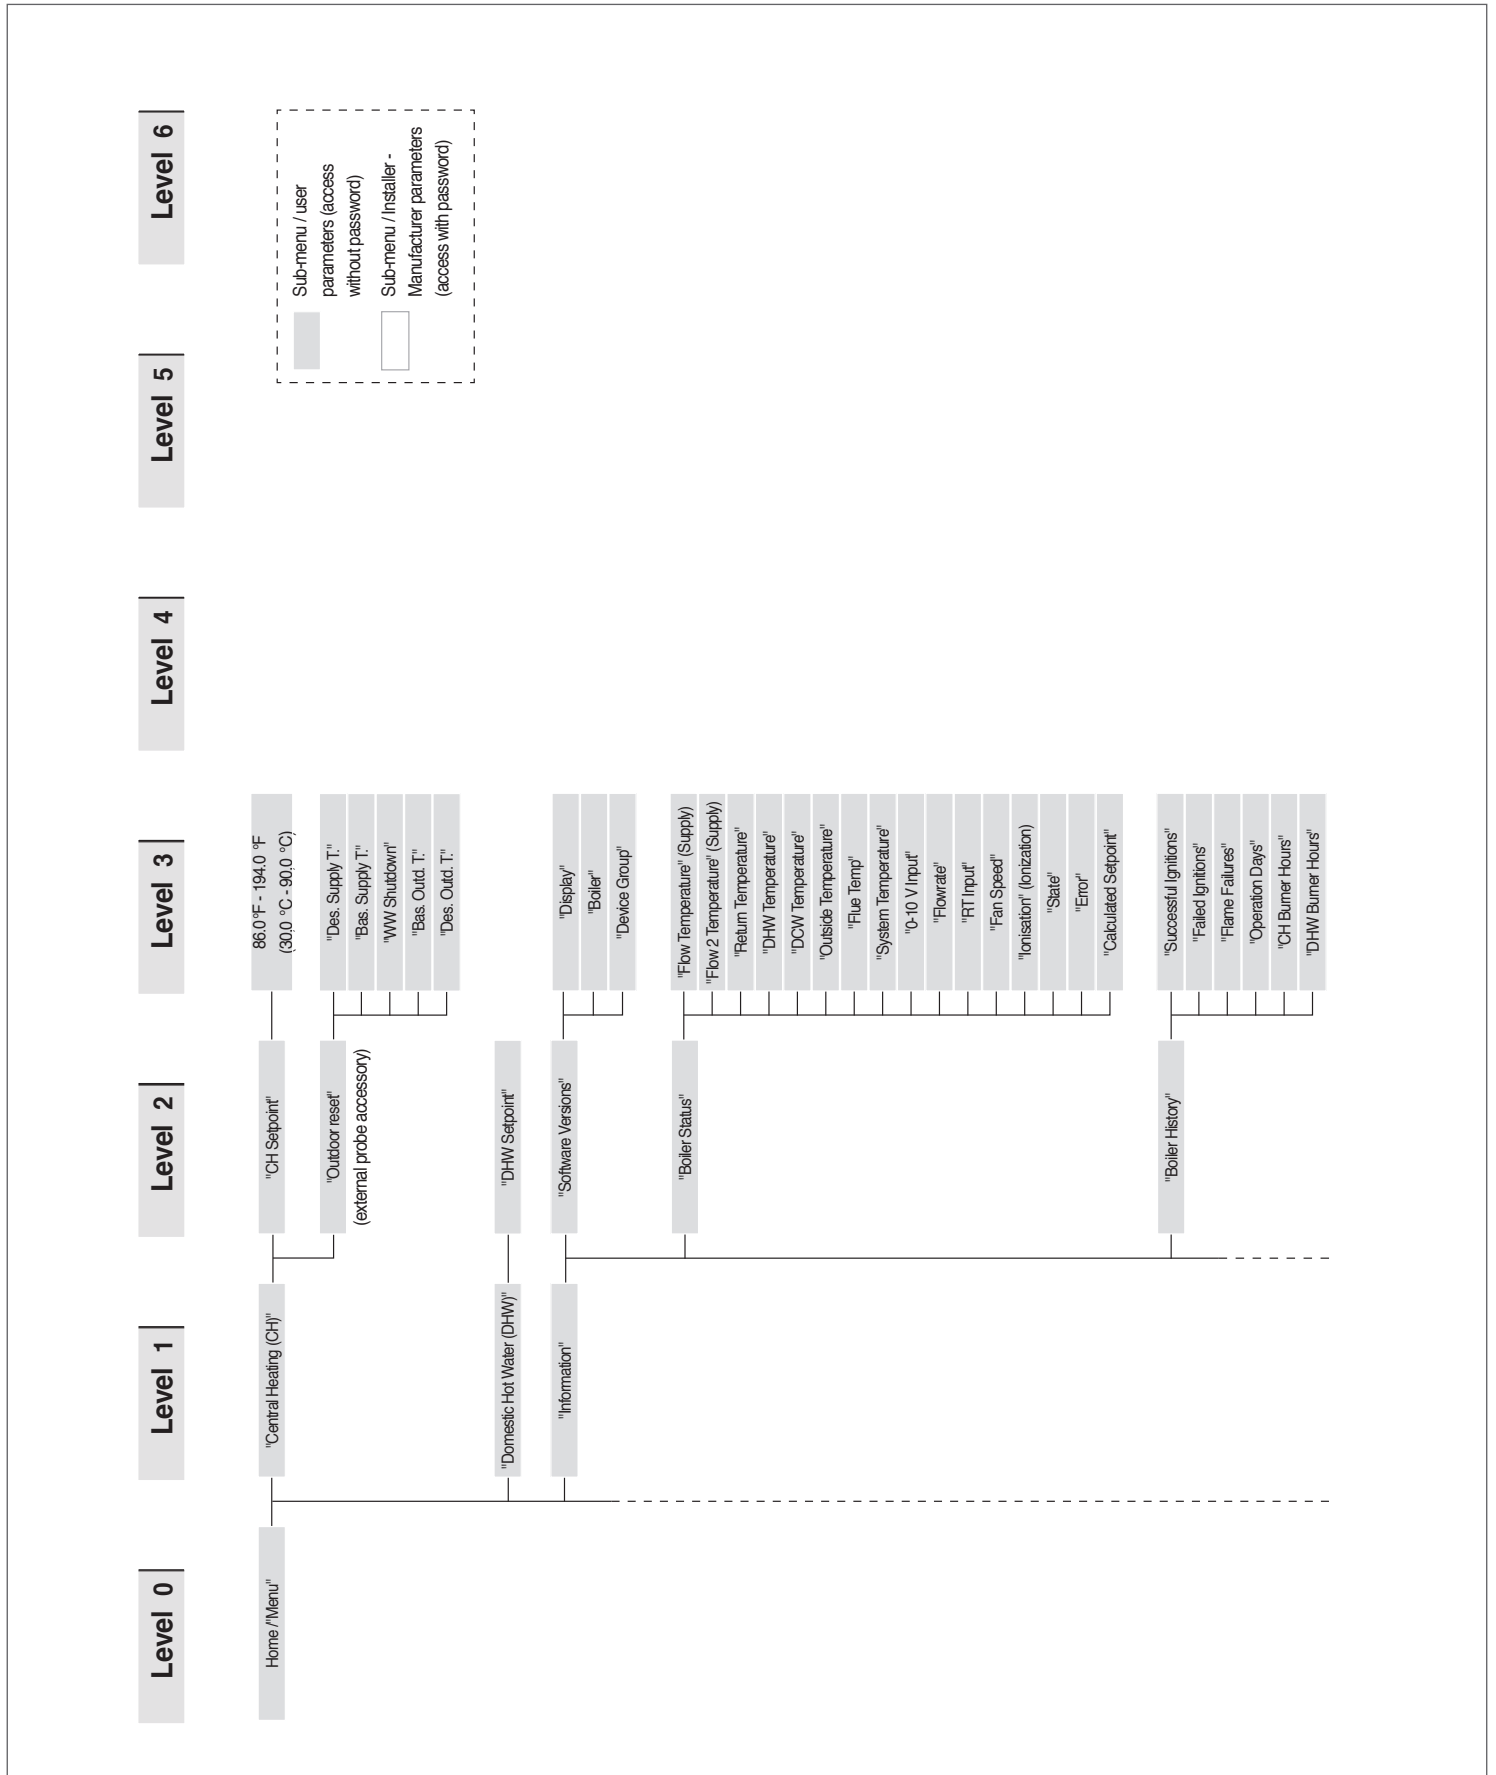 Level 0
Level 1
Level 2
Level 3
Level 4
Level 5
Level 6
Home /"Menu"
"Central Heating (CH)"
"CH Setpoint"
86.0 °F - 194.0 °F
(30,0 °C - 90,0 °C)
"Outdoor reset"
(external probe accessory)
"Des. Supply T."
"Bas. Supply T."
"WW Shutdown"
"Bas. Outd. T."
"Des. Outd. T."
Sub-menu / user
parameters (access
without password)
Sub-menu / Installer -
Manufacturer parameters
(access with password)
"Domestic Hot Water (DHW)"
"DHW Setpoint"
"Information"
"Software Versions"
"Display"
"Boiler"
"Device Group"
"Boiler Status"
"Flow Temperature" (Supply)
"Flow 2 Temperature" (Supply)
"Return Temperature"
"DHW Temperature"
"DCW Temperature"
"Outside Temperature"
"Flue Temp"
"System Temperature"
"0-10 V Input"
"Flowrate"
"RT Input"
"Fan Speed"
"Ionisation" (Ionization)
"State"
"Error"
"Calculated Setpoint"
"Boiler History"
"Successful Ignitions"
"Failed Ignitions"
"Flame Failures"
"Operation Days"
"CH Burner Hours"
"DHW Burner Hours"